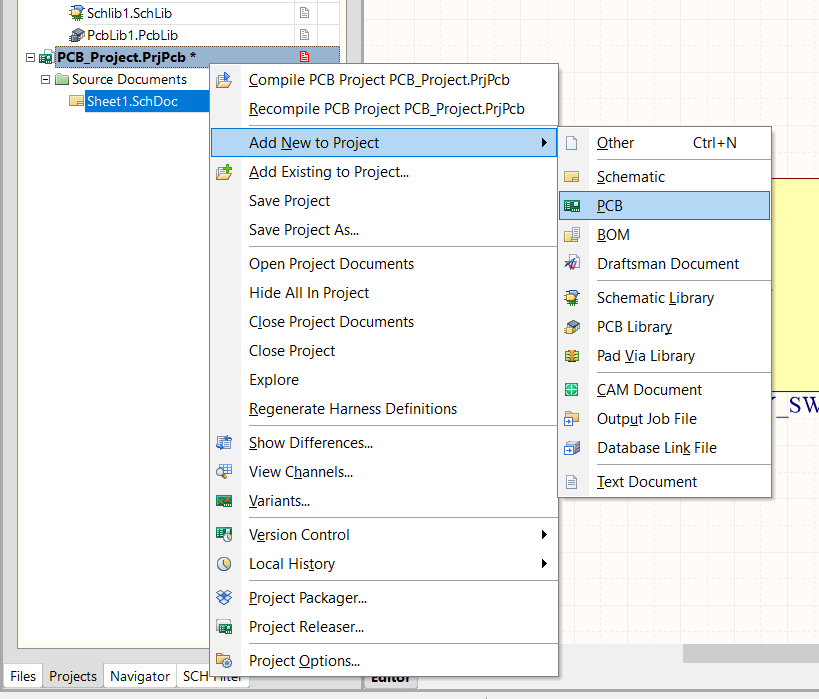 Schlib1.SchLib
PcbLib1.PcbLib
PCB_Project.PrjPcb *
Source Documents
Sheet1.SchDoc
Compile PCB Project PCB_Project.PrjPcb
Recompile PCB Project PCB_Project.PrjPcb
Add New to Project
Add Existing to Project...
Save Project
Save Project As...
Open Project Documents
Hide All In Project
Close Project Documents
Close Project
Explore
Regenerate Harness Definitions
Show Differences...
View Channels...
Variants...
Version Control
Local History
Project Packager...
Project Releaser...
Project Options...
Other Ctrl+N
Schematic
PCB
BOM
Draftsman Document
Schematic Library
PCB Library
Pad Via Library
CAM Document
Output Job File
Database Link File
Text Document
_SW
Files Projects Navigator SCH Filter
Editor